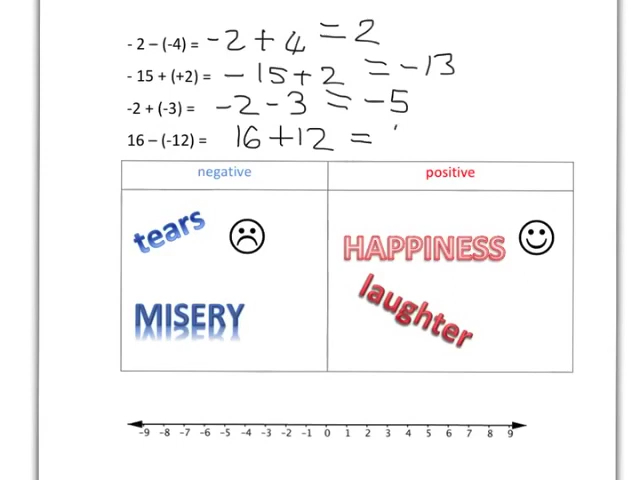 - 2 – (-4) = -2 + 4 = 2
- 15 + (+2) = - 15 + 2 = -13
-2 + (-3) = -2 - 3 = -5
16 – (-12) = 16 + 12 =
negative positive
tears
HAPPINESS
MISERY
laughter
-9 -8 -7 -6 -5 -4 -3 -2 -1 0 1 2 3 4 5 6 7 8 9